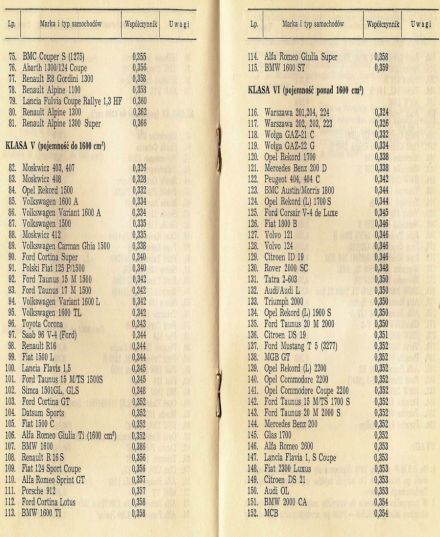 Lp. Marka i typ samochodów Współczynnik Uwagi
75. BMC Couper S (1275) 0,355
76. Abarth 1300/124 Coupe 0,356
77. Renault R8 Gordini 1300 0,358
78. Renault Alpine 1100 0,358
79. Lancia Fulvia Coupe Rallye 1,3 HF 0,360
80. Renault Alpine 1300 0,362
81. Renault Alpine 1300 Super 0,366
KLASA V (pojemność do 1600 cm³)
82. Moskwicz 403, 407 0,326
83. Moskwicz 408 0,328
84. Opel Rekord 1500 0,332
85. Volkswagen 1600 A 0,334
86. Volkswagen Variant 1600 A 0,334
87. Volkswagen 1500 0,335
88. Moskwicz 412 0,335
89. Volkswagen Carman Ghia 1500 0,338
90. Ford Cortina Super 0,340
91. Polski Fiat 125 P/1500 0,340
92. Ford Taunus 15 M 1500 0,342
93. Ford Taunus 17 M 1500 0,342
94. Volkswagen Variant 1600 L 0,342
95. Volkswagen 1600 TL 0,342
96. Toyota Corona 0,343
97. Saab 96 V-4 (Ford) 0,344
98. Renault R16 0,344
99. Fiat 1500 L 0,344
100. Lancia Flavia 1,5 0,345
101. Ford Taunus 15 M/TS 1500S 0,345
102. Simca 1501GL, GLS 0,346
103. Ford Cortina GT 0,352
104. Datsum Sports 0,352
105. Fiat 1500 C 0,352
106. Alfa Romeo Giulia Ti (1600 cm³) 0,352
107. BMW 1600 0,356
108. Renault R16S 0,356
109. Fiat 124 Sport Coupe 0,356
110. Alfa Romeo Sprint GT 0,357
111. Porsche 912 0,357
112. Ford Cortina Lotus 0,358
113. BMW 1600 TI 0,358
Lp. Marka i typ samochodów Współczynnik Uwagi
114. Alfa Romeo Giulia Super 0,358
115. BMW 1600 ST 0,359
KLASA VI (pojemność ponad 1600 cm³)
116. Warszawa 201, 204, 224 0,324
117. Warszawa 202, 203, 223 0,326
118. Wołga GAZ-21 C 0,332
119. Wołga GAZ-22 G 0,334
120. Opel Rekord 1700 0,338
121. Mercedes Benz 200 D 0,338
122. Peugeot 404, 404 C 0,342
123. BMC Austin/Morris 1800 0,344
124. Opel Rekord (L) 1700 S 0,344
125. Ford Corsair V-4 de Luxe 0,345
126. Fiat 1800 B 0,346
127. Volvo 121 0,346
128. Volvo 124 0,346
129. Citroen ID 19 0,346
130. Rover 2000 SC 0,348
131. Tatra 2-603 0,350
132. Audi/Audi L 0,350
133. Triumph 2000 0,350
134. Opel Rekord (L) 1900 S 0,350
135. Ford Taunus 20 M 2000 0,350
136. Citroen DS 19 0,351
137. Ford Mustang T 5 (3277) 0,352
138. MGB GT 0,352
139. Opel Rekord (L) 2200 0,352
140. Opel Commodore 2200 0,352
141. Opel Commodore Coupe 2200 0,352
142. Ford Taunus 15 M/TS 1700 S 0,352
143. Ford Taunus 20 M 2000 S 0,352
144. Mercedes Benz 200 0,352
145. Glas 1700 0,352
146. Alfa Romeo 2600 0,353
147. Lancia Flavia 1, S Coupe 0,353
148. Fiat 2300 Luxus 0,353
149. Citroen DS 21 0,353
150. Audi OL 0,353
151. BMW 2000 CA 0,354
152. MCB 0,354